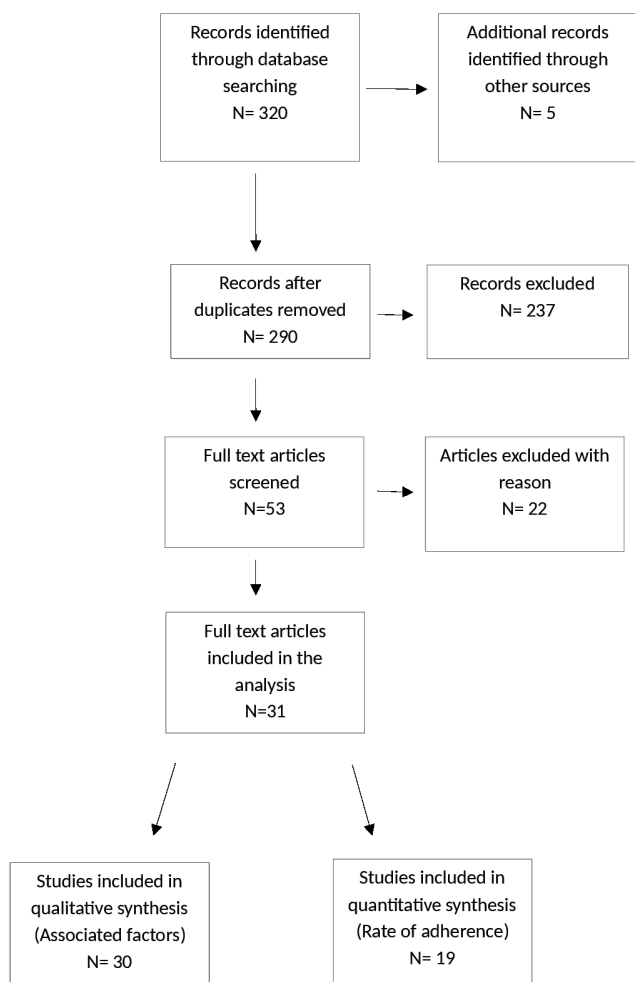 Records identified
through database
searching
N= 320
Additional records
identified through
other sources
N= 5
Records after
duplicates removed
N= 290
Records excluded
N= 237
Full text articles
screened
N=53
Articles excluded with
reason
N= 22
Full text articles
included in the
analysis
N=31
Studies included in
qualitative synthesis
(Associated factors)
N= 30
Studies included in
quantitative synthesis
(Rate of adherence)
N= 19